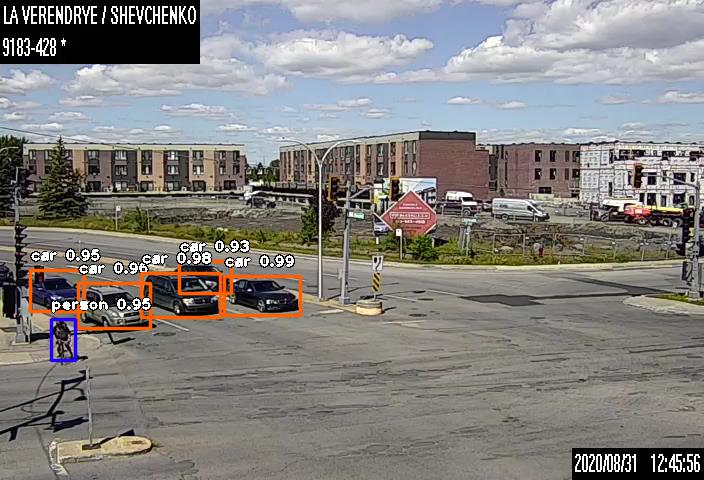 LA VERENDRYE / SHEVCHENKO
9183-428 *
car 0.95
car 0.96
car 0.98
car 0.93
car 0.99
person 0.95
2020/08/31 12:45:56